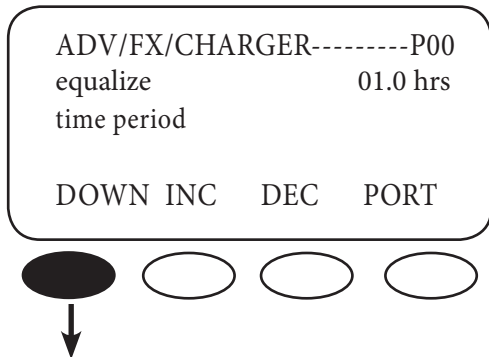 ADV/FX/CHARGER---------P00
equalize 01.0 hrs
time period
DOWN INC DEC PORT